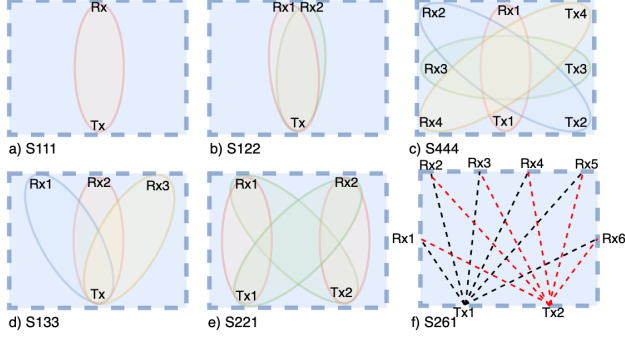 Rx
Tx
a) S111
Rx1 Rx2
Tx
b) S122
Rx2
Rx1
Tx4
Rx3
Tx3
Rx4
Tx1
Tx2
c) S444
Rx1
Rx2
Rx3
Tx
d) S133
Rx1
Rx2
Tx1
Tx2
e) S221
Rx2
Rx3
Rx4
Rx5
Rx1
Rx6
Tx1
Tx2
f) S261